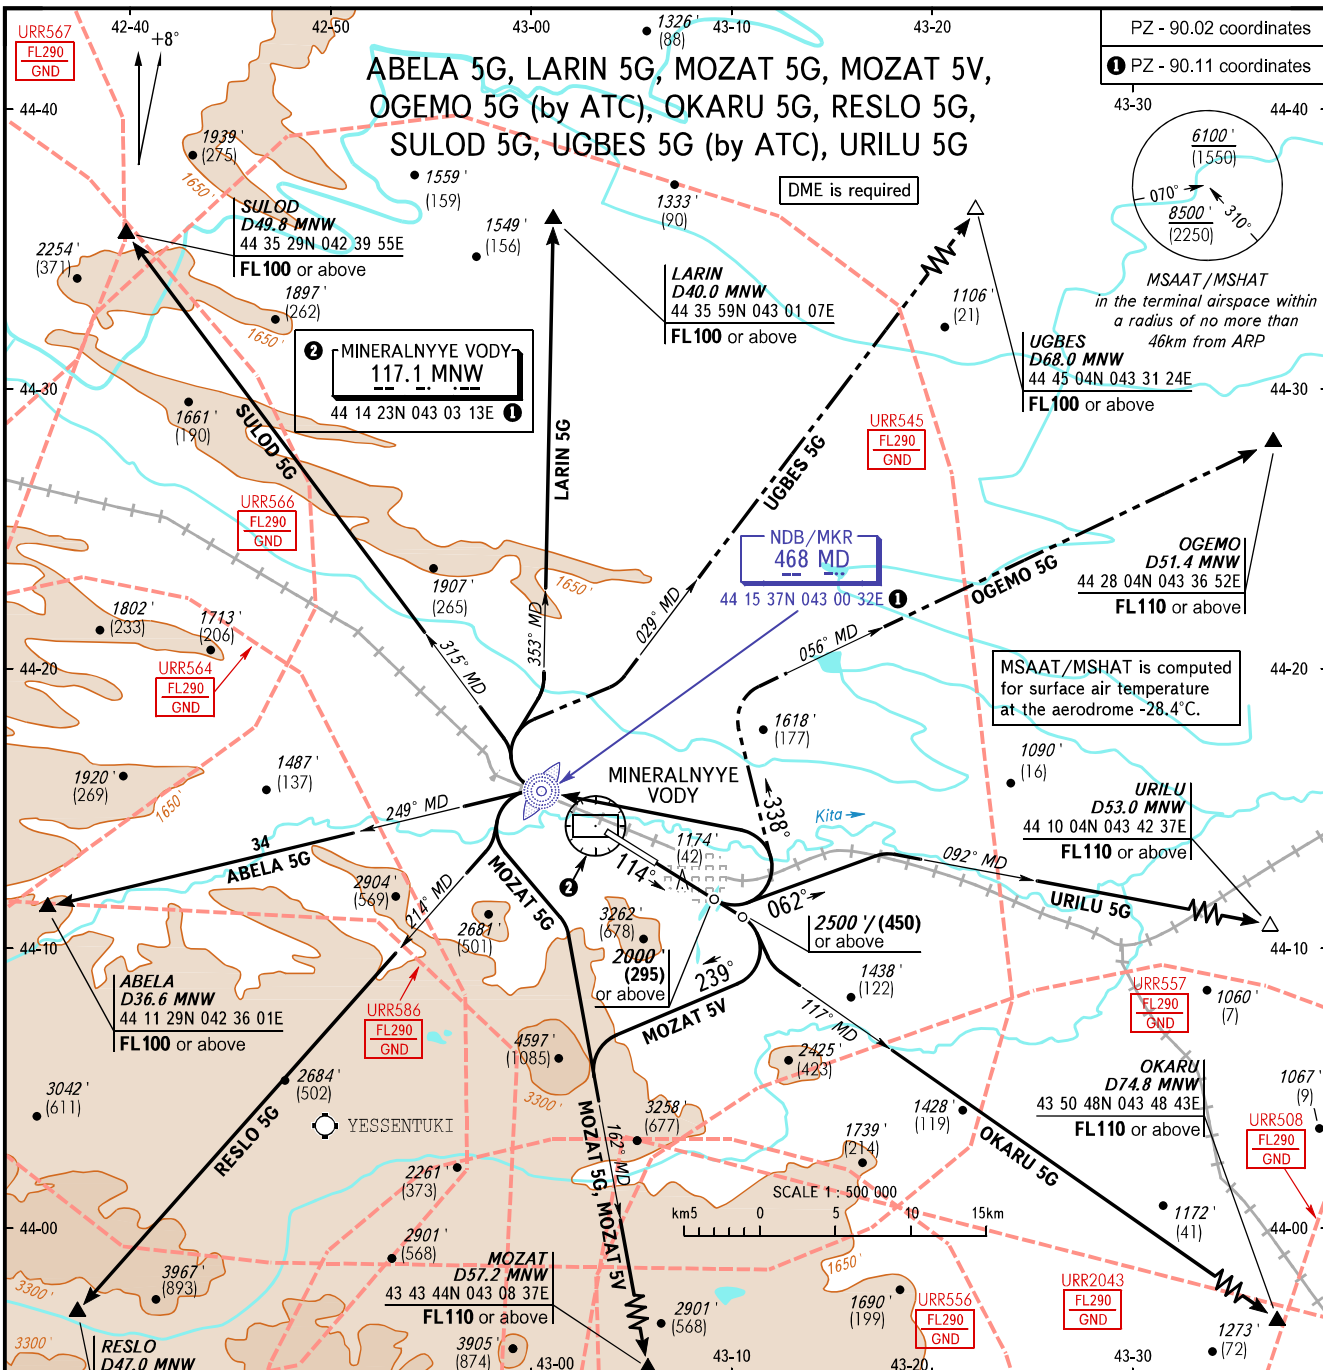 42-40
42-50
43-00
43-10
43-20
PZ - 90.02 coordinates
❶ PZ - 90.11 coordinates
URR567
FL290
GND
+8°
1326'
(88)
ABELA 5G, LARIN 5G, MOZAT 5G, MOZAT 5V,
OGEMO 5G (by ATC), OKARU 5G, RESLO 5G,
SULOD 5G, UGBES 5G (by ATC), URILU 5G
44-40
43-30
44-40
6100'
(1550)
070°
8500'
(2250)
310°
MSAAT/MSHAT
in the terminal airspace within
a radius of no more than
46km from ARP
1939'
(275)
1650'
1559'
(159)
1333'
(90)
DME is required
SULOD
D49.8 MNW
44 35 29N 042 39 55E
FL100 or above
1549'
(156)
2254'
(371)
1897'
(262)
1650'
LARIN
D40.0 MNW
44 35 59N 043 01 07E
FL100 or above
1106'
(21)
UGBES
D68.0 MNW
44 45 04N 043 31 24E
FL100 or above
❷ MINERALNYYE VODY
117.1 MNW
44 14 23N 043 03 13E ❶
44-30
44-30
1661'
(190)
SULOD 5G
LARIN 5G
UGBES 5G
URR545
FL290
GND
URR566
FL290
GND
NDB/MKR
468 MD
44 15 37N 043 00 32E ❶
OGEMO
D51.4 MNW
44 28 04N 043 36 52E
FL110 or above
OGEMO 5G
1907'
(265)
1650'
1802'
(233)
1713'
(206)
315° MD
353° MD
029° MD
056° MD
44-20
44-20
URR564
FL290
GND
MSAAT/MSHAT is computed
for surface air temperature
at the aerodrome -28.4°C.
1618'
(177)
1920'
(269)
1487'
(137)
1650'
MINERALNYYE
VODY
1090'
(16)
URILU
D53.0 MNW
44 10 04N 043 42 37E
FL110 or above
249° MD
34
ABELA 5G
338°
Kita
1174'
(42)
114°
❷
092° MD
URILU 5G
062°
2904'
(569)
214° MD
MOZAT 5G
2681'
(501)
3262'
(678)
2500'/(450)
or above
2000'
(295)
or above
44-10
44-10
239°
MOZAT 5V
ABELA
D36.6 MNW
44 11 29N 042 36 01E
FL100 or above
URR586
FL290
GND
1438'
(122)
117° MD
URR557
FL290
GND
1060'
(7)
4597'
(1085)
3300'
2425'
(423)
3042'
(611)
2684'
(502)
RESLO 5G
YESSENTUKI
3258'
(677)
MOZAT 5G, MOZAT 5V
162° MD
1428'
(119)
OKARU 5G
OKARU
D74.8 MNW
43 50 48N 043 48 43E
FL110 or above
1067'
(9)
URR508
FL290
GND
1739'
(214)
2261'
(373)
SCALE 1 : 500 000
km5 0 5 10 15km
1172'
(41)
44-00
44-00
2901'
(568)
MOZAT
D57.2 MNW
43 43 44N 043 08 37E
FL110 or above
1650'
3300'
3967'
(893)
2901'
(568)
1690'
(199)
URR556
FL290
GND
URR2043
FL290
GND
3300'
RESLO
D47.0 MNW
3905'
(874)
43-00
43-10
43-20
43-30
1273'
(72)